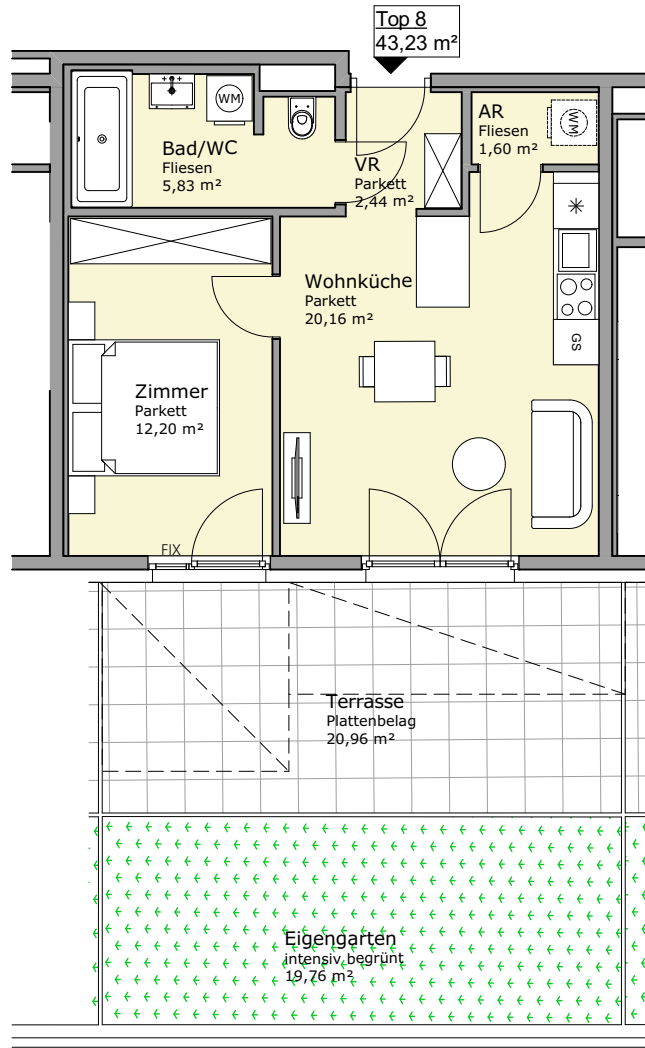 Top 8
43,23 m²
WM
Bad/WC
Fliesen
5,83 m²
VR
Parkett
2,44 m²
AR
Fliesen
1,60 m²
WM
Wohnküche
Parkett
20,16 m²
GS
Zimmer
Parkett
12,20 m²
FIX
Terrasse
Plattenbelag
20,96 m²
Eigengarten
intensiv begrünt
19,76 m²